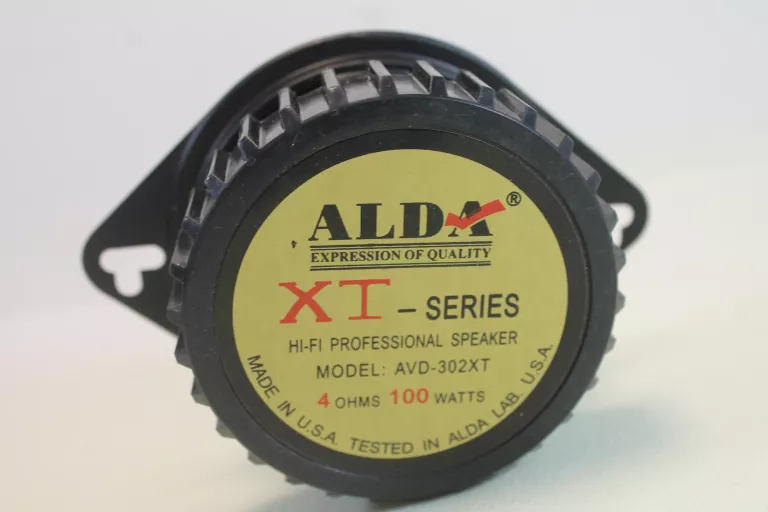 ALDA®
EXPRESSION OF QUALITY
XT – SERIES
HI-FI PROFESSIONAL SPEAKER
MODEL: AVD-302XT
4 OHMS 100 WATTS
MADE IN U.S.A. TESTED IN ALDA LAB. U.S.A.